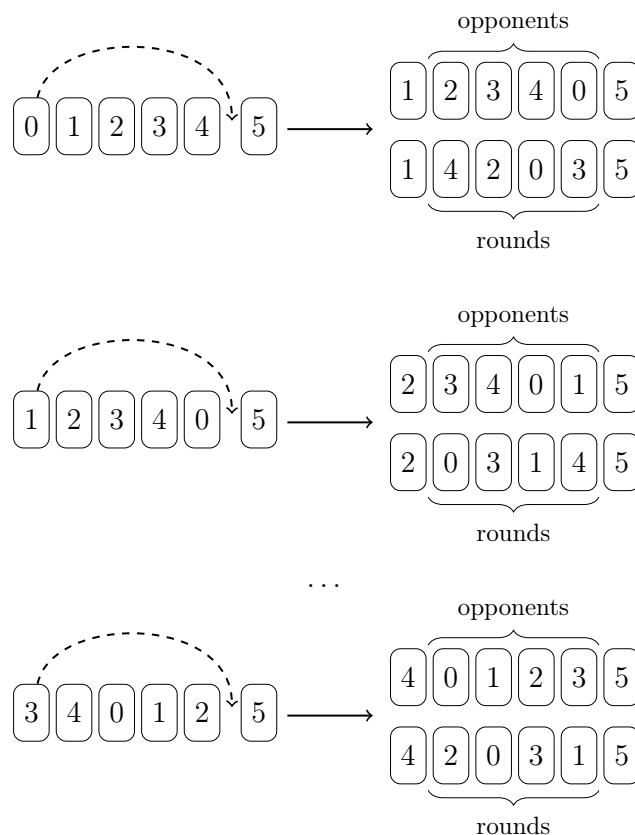 opponents
1 2 3 4 0 5
0 1 2 3 4 5
1 4 2 0 3 5
rounds
opponents
2 3 4 0 1 5
1 2 3 4 0 5
2 0 3 1 4 5
rounds
...
opponents
4 0 1 2 3 5
3 4 0 1 2 5
4 2 0 3 1 5
rounds